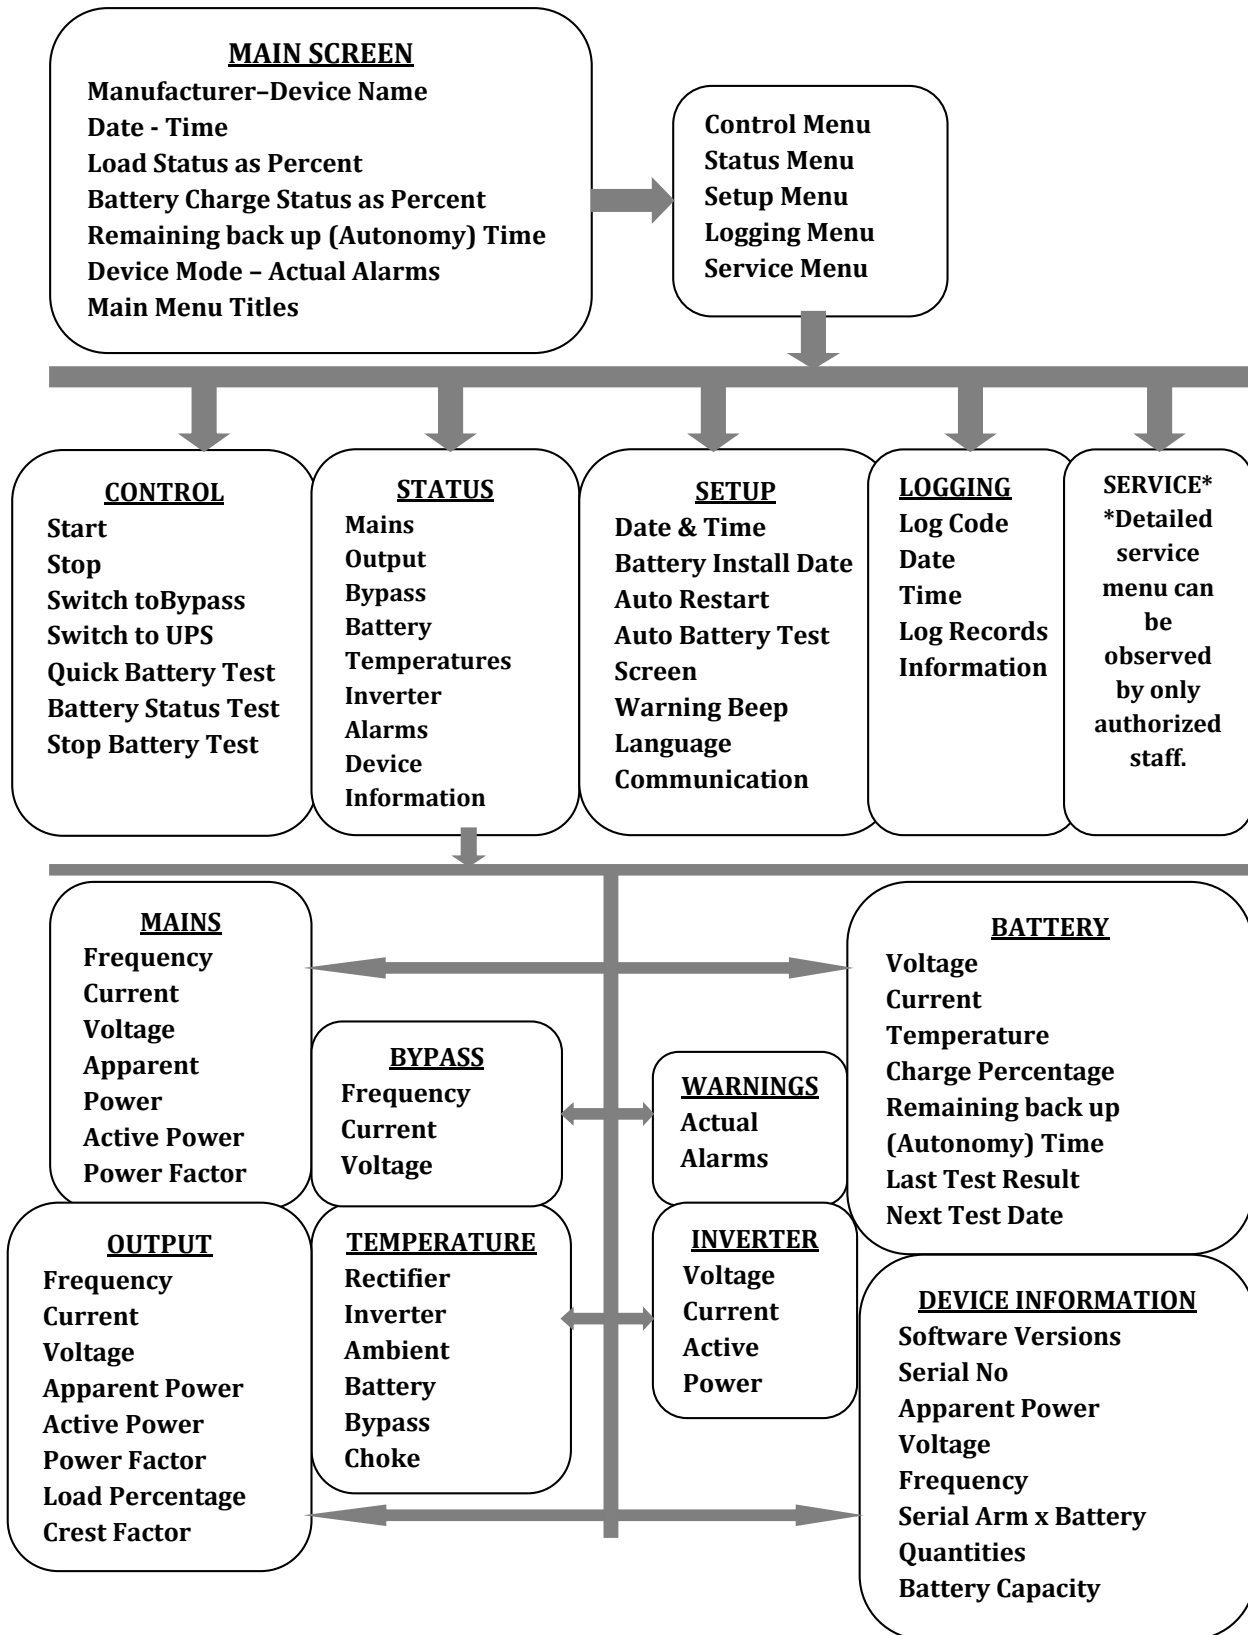 MAIN SCREEN
Manufacturer–Device Name
Date - Time
Load Status as Percent
Battery Charge Status as Percent
Remaining back up (Autonomy) Time
Device Mode – Actual Alarms
Main Menu Titles
Control Menu
Status Menu
Setup Menu
Logging Menu
Service Menu
CONTROL
Start
Stop
Switch toBypass
Switch to UPS
Quick Battery Test
Battery Status Test
Stop Battery Test
STATUS
Mains
Output
Bypass
Battery
Temperatures
Inverter
Alarms
Device
Information
SETUP
Date & Time
Battery Install Date
Auto Restart
Auto Battery Test
Screen
Warning Beep
Language
Communication
LOGGING
Log Code
Date
Time
Log Records
Information
SERVICE*
*Detailed
service
menu can
be
observed
by only
authorized
staff.
MAINS
Frequency
Current
Voltage
Apparent
Power
Active Power
Power Factor
BYPASS
Frequency
Current
Voltage
WARNINGS
Actual
Alarms
BATTERY
Voltage
Current
Temperature
Charge Percentage
Remaining back up
(Autonomy) Time
Last Test Result
Next Test Date
OUTPUT
Frequency
Current
Voltage
Apparent Power
Active Power
Power Factor
Load Percentage
Crest Factor
TEMPERATURE
Rectifier
Inverter
Ambient
Battery
Bypass
Choke
INVERTER
Voltage
Current
Active
Power
DEVICE INFORMATION
Software Versions
Serial No
Apparent Power
Voltage
Frequency
Serial Arm x Battery
Quantities
Battery Capacity